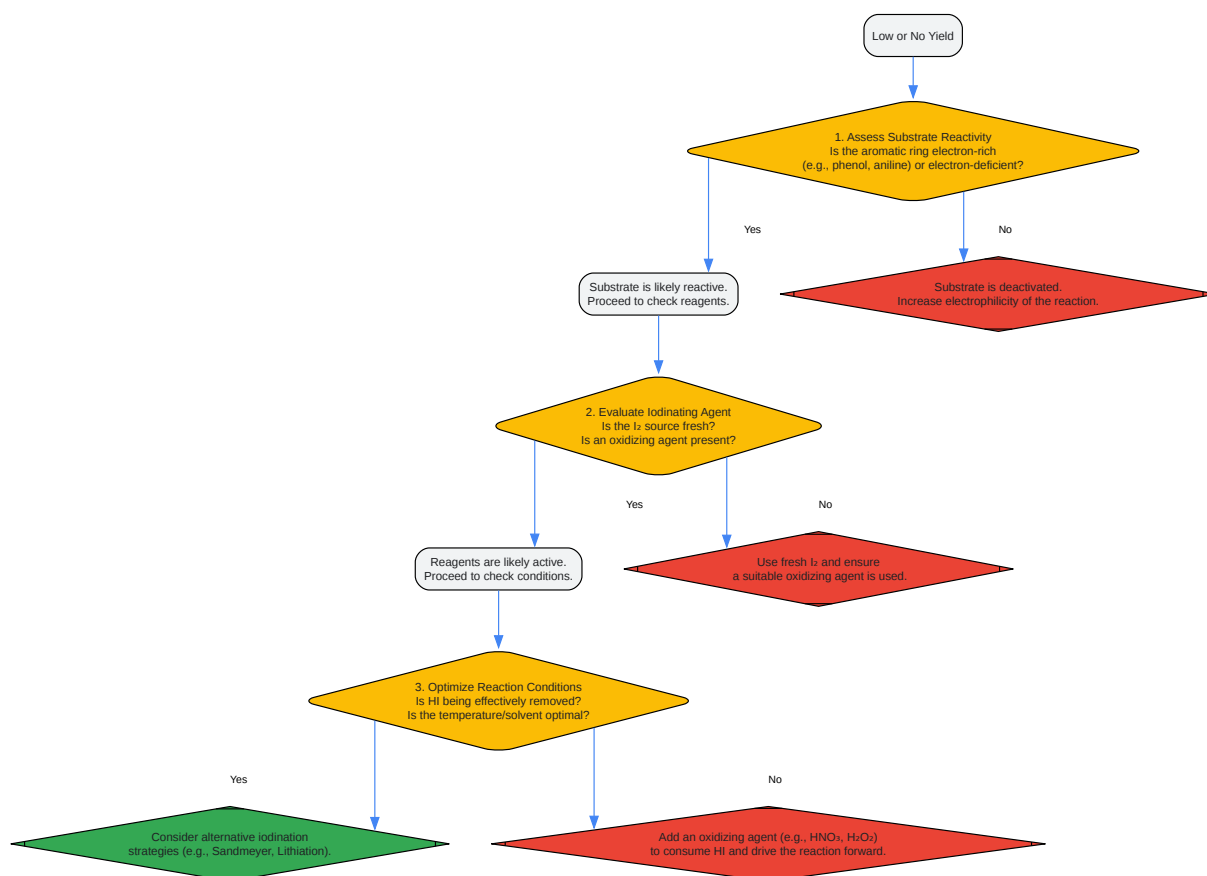 Low or No Yield
1. Assess Substrate Reactivity
Is the aromatic ring electron-rich
(e.g., phenol, aniline) or electron-deficient?
Yes
No
Substrate is likely reactive.
Proceed to check reagents.
Substrate is deactivated.
Increase electrophilicity of the reaction.
2. Evaluate Iodinating Agent
Is the I₂ source fresh?
Is an oxidizing agent present?
Yes
No
Reagents are likely active.
Proceed to check conditions.
Use fresh I₂ and ensure
a suitable oxidizing agent is used.
3. Optimize Reaction Conditions
Is HI being effectively removed?
Is the temperature/solvent optimal?
Yes
No
Consider alternative iodination
strategies (e.g., Sandmeyer, Lithiation).
Add an oxidizing agent (e.g., HNO₃, H₂O₂)
to consume HI and drive the reaction forward.